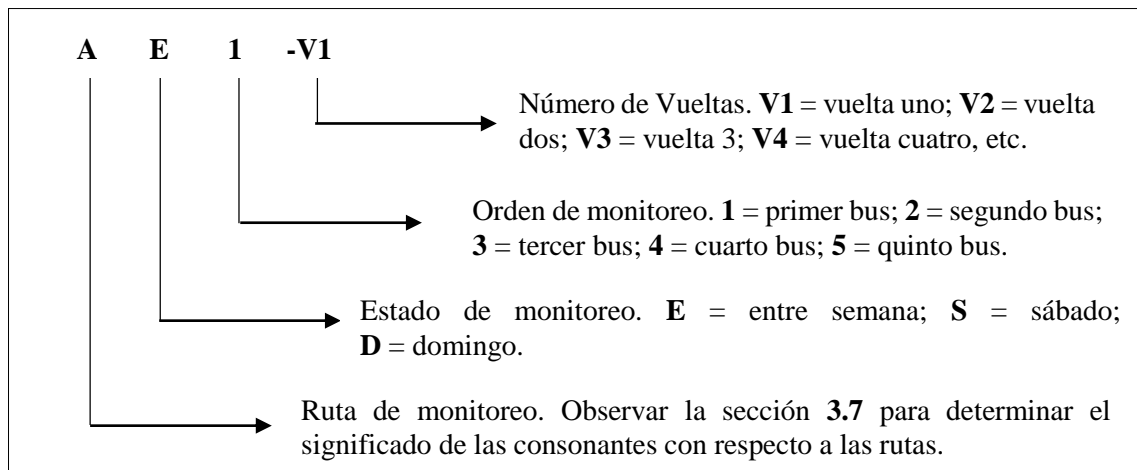 A E 1 -V1
Número de Vueltas. V1 = vuelta uno; V2 = vuelta
dos; V3 = vuelta 3; V4 = vuelta cuatro, etc.
Orden de monitoreo. 1 = primer bus; 2 = segundo bus;
3 = tercer bus; 4 = cuarto bus; 5 = quinto bus.
Estado de monitoreo. E = entre semana; S = sábado;
D = domingo.
Ruta de monitoreo. Observar la sección 3.7 para determinar el
significado de las consonantes con respecto a las rutas.